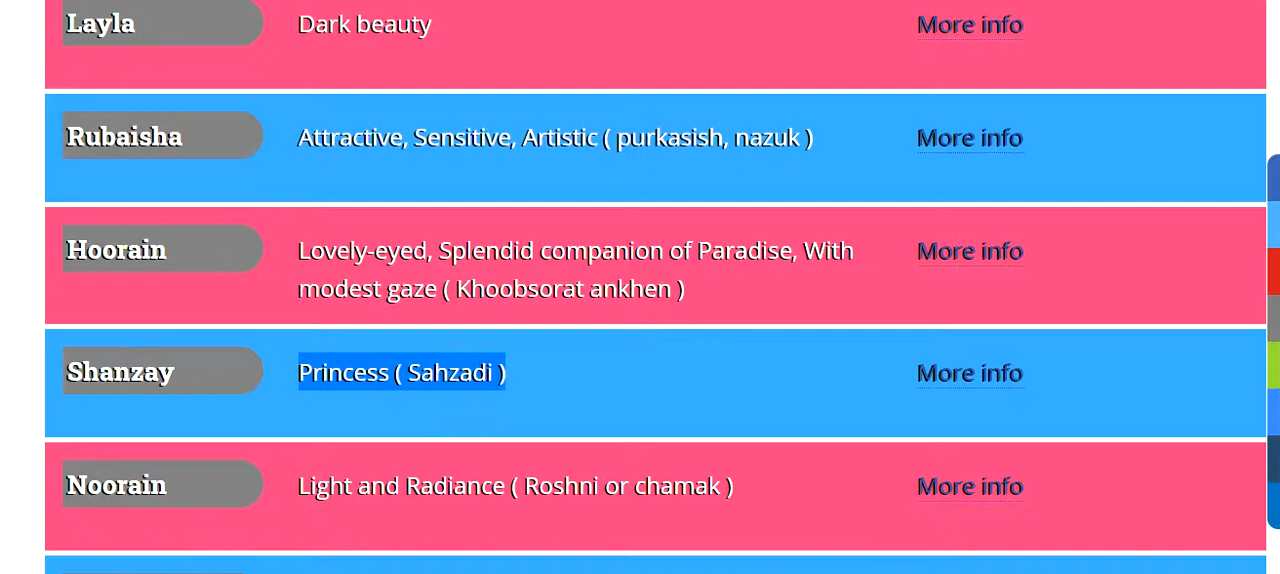 Layla Dark beauty More info
Rubaisha Attractive, Sensitive, Artistic ( purkasish, nazuk ) More info
Hoorain Lovely-eyed, Splendid companion of Paradise, With More info
modest gaze ( Khoobsorat ankhen )
Shanzay Princess ( Sahzadi ) More info
Noorain Light and Radiance ( Roshni or chamak ) More info